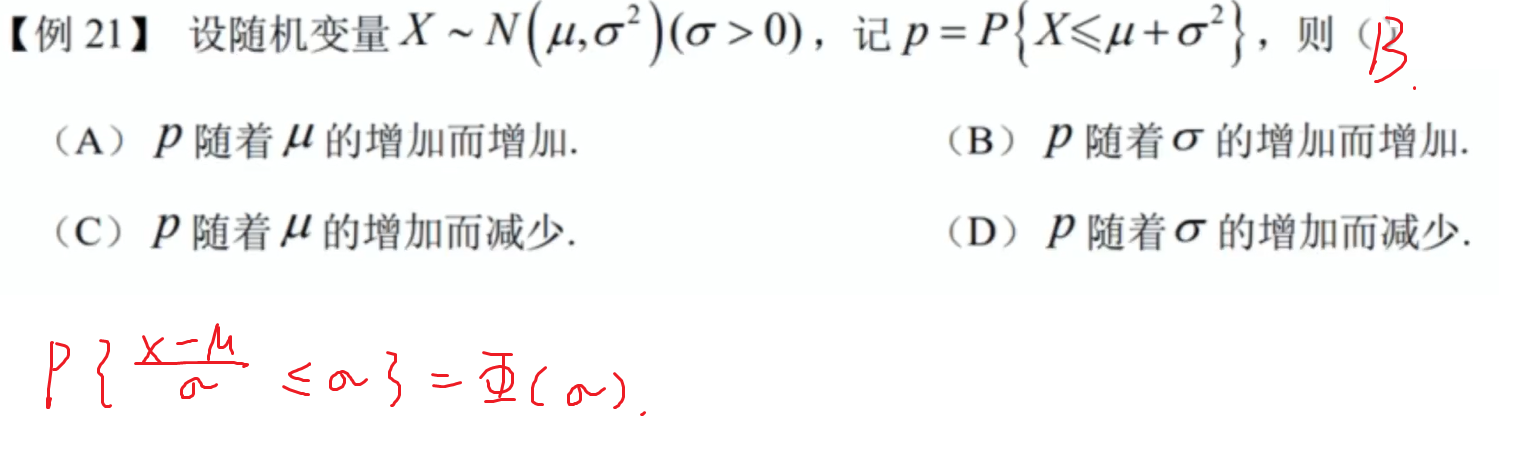 【例 21】 设随机变量 X ~ N(μ,σ²)(σ > 0)，记 p = P{X⩽μ+σ²}，则（ ）B.
（A）p 随着 μ 的增加而增加.
（B）p 随着 σ 的增加而增加.
（C）p 随着 μ 的增加而减少.
（D）p 随着 σ 的增加而减少.
P{(X-μ)/σ ≤ σ} = Φ(σ).